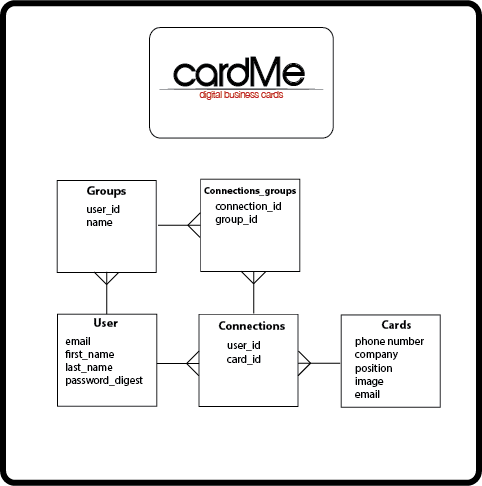 cardMe
digital business cards
Groups
user_id
name
Connections_groups
connection_id
group_id
User
email
first_name
last_name
password_digest
Connections
user_id
card_id
Cards
phone number
company
position
image
email